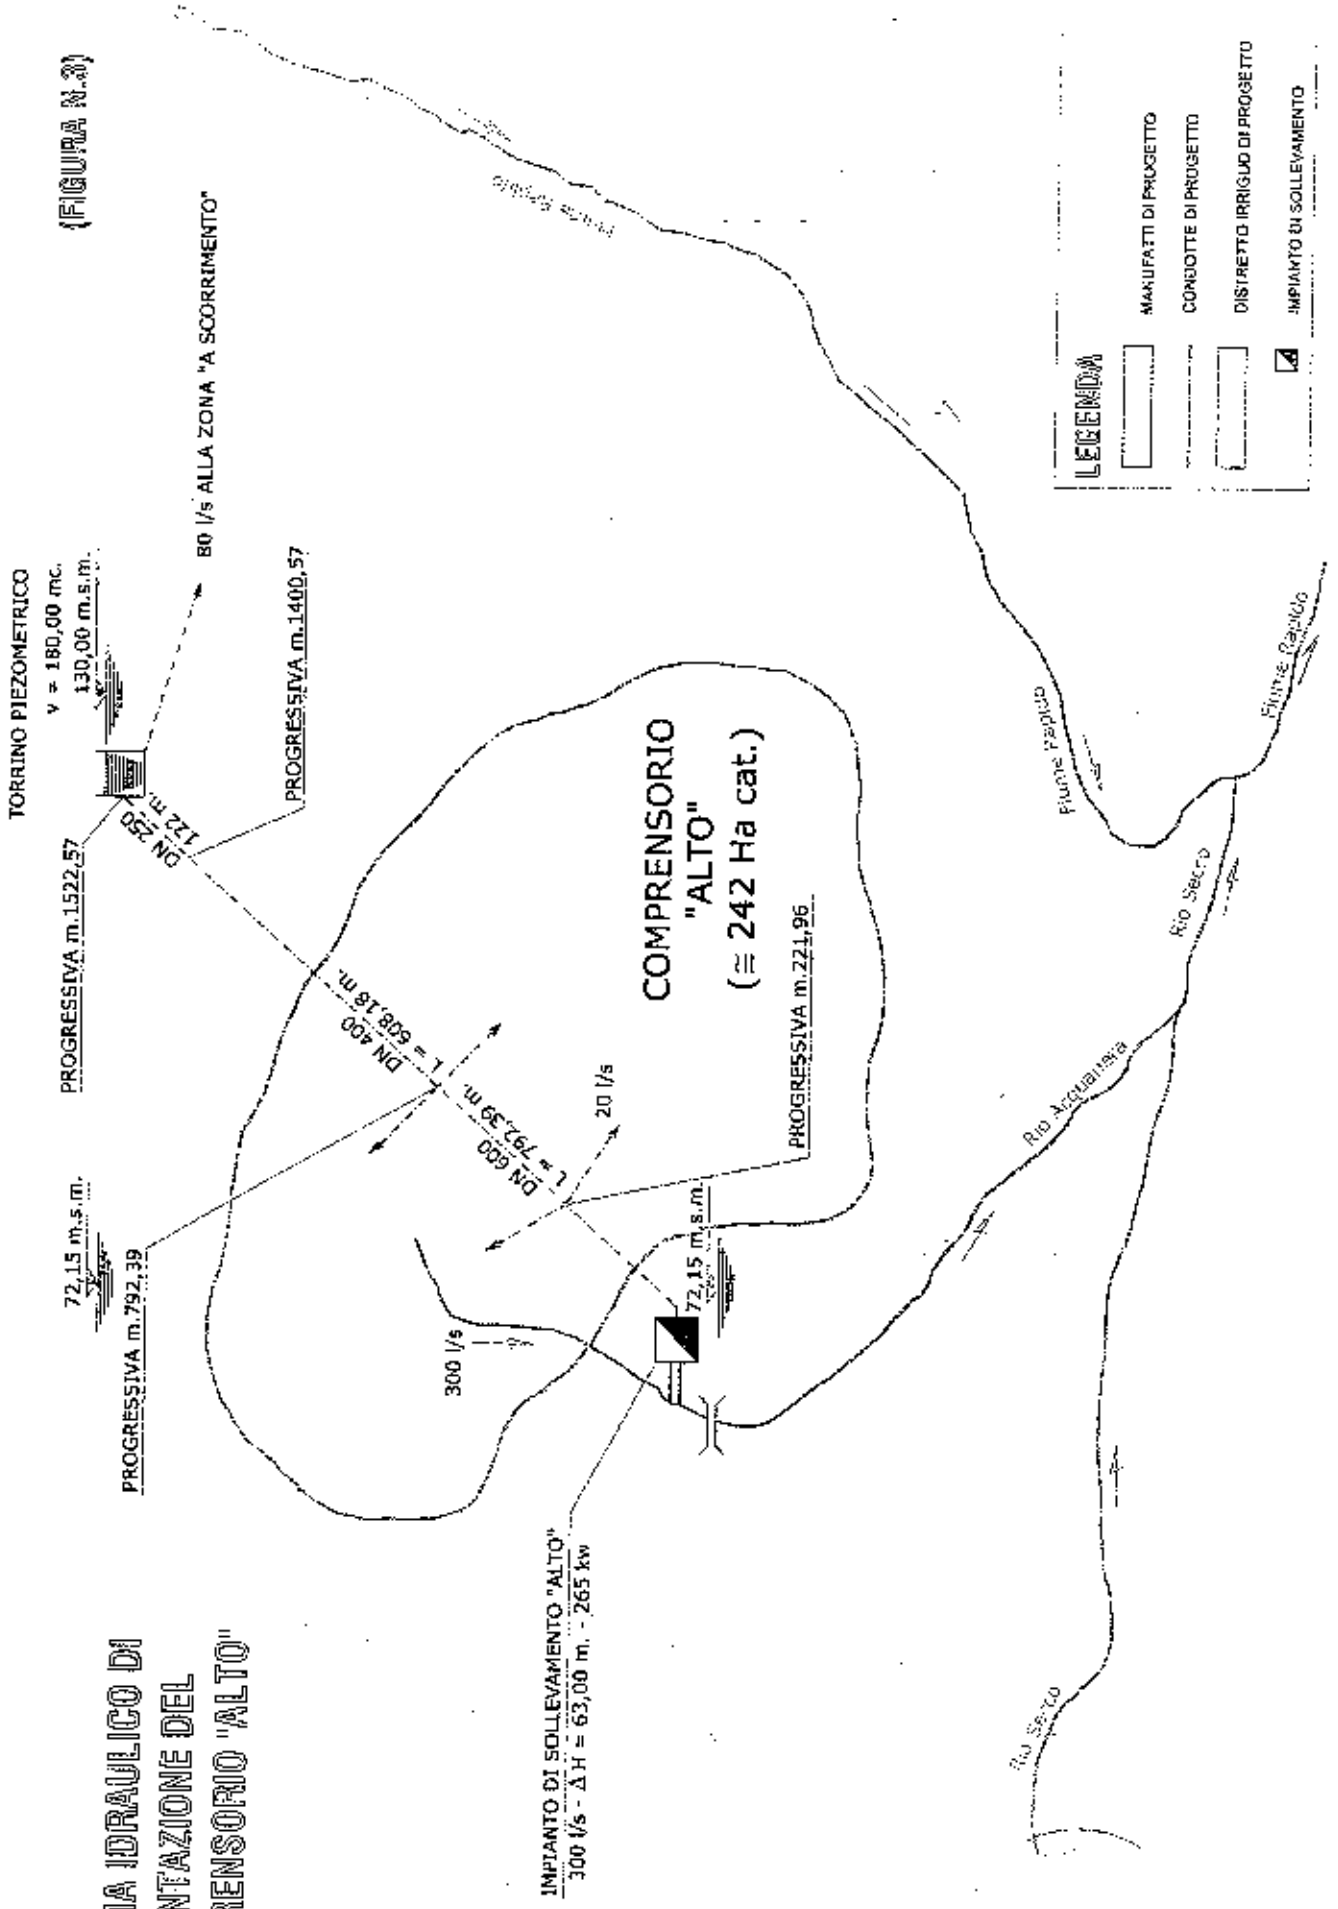 (FIGURA N.3)
IA IDRAULICO DI
NTAZIONE DEL
RENSORIO "ALTO"
TORRINO PIEZOMETRICO
V = 180,00 mc.
130,00 m.s.m.
80 l/s ALLA ZONA "A SCORRIMENTO"
PROGRESSIVA m.1522,57
DN 250
122 m.
PROGRESSIVA m.1400,57
72,15 m.s.m.
PROGRESSIVA m.792,39
DN 400
L = 608,18 m.
DN 600
L = 792,39 m.
20 l/s
COMPRENSORIO
"ALTO"
(≅ 242 Ha cat.)
PROGRESSIVA m.221,96
300 l/s
72,15 m.s.m.
IMPIANTO DI SOLLEVAMENTO "ALTO"
300 l/s - Δ H = 63,00 m. - 265 kw
Fiume Rapido
Fiume Rapido
Fiume Rapido
Rio Secco
Rio Secco
LEGENDA
MANUFATTI DI PROGETTO
CONDOTTE DI PROGETTO
DISTRETTO IRRIGUO DI PROGETTO
IMPIANTO DI SOLLEVAMENTO